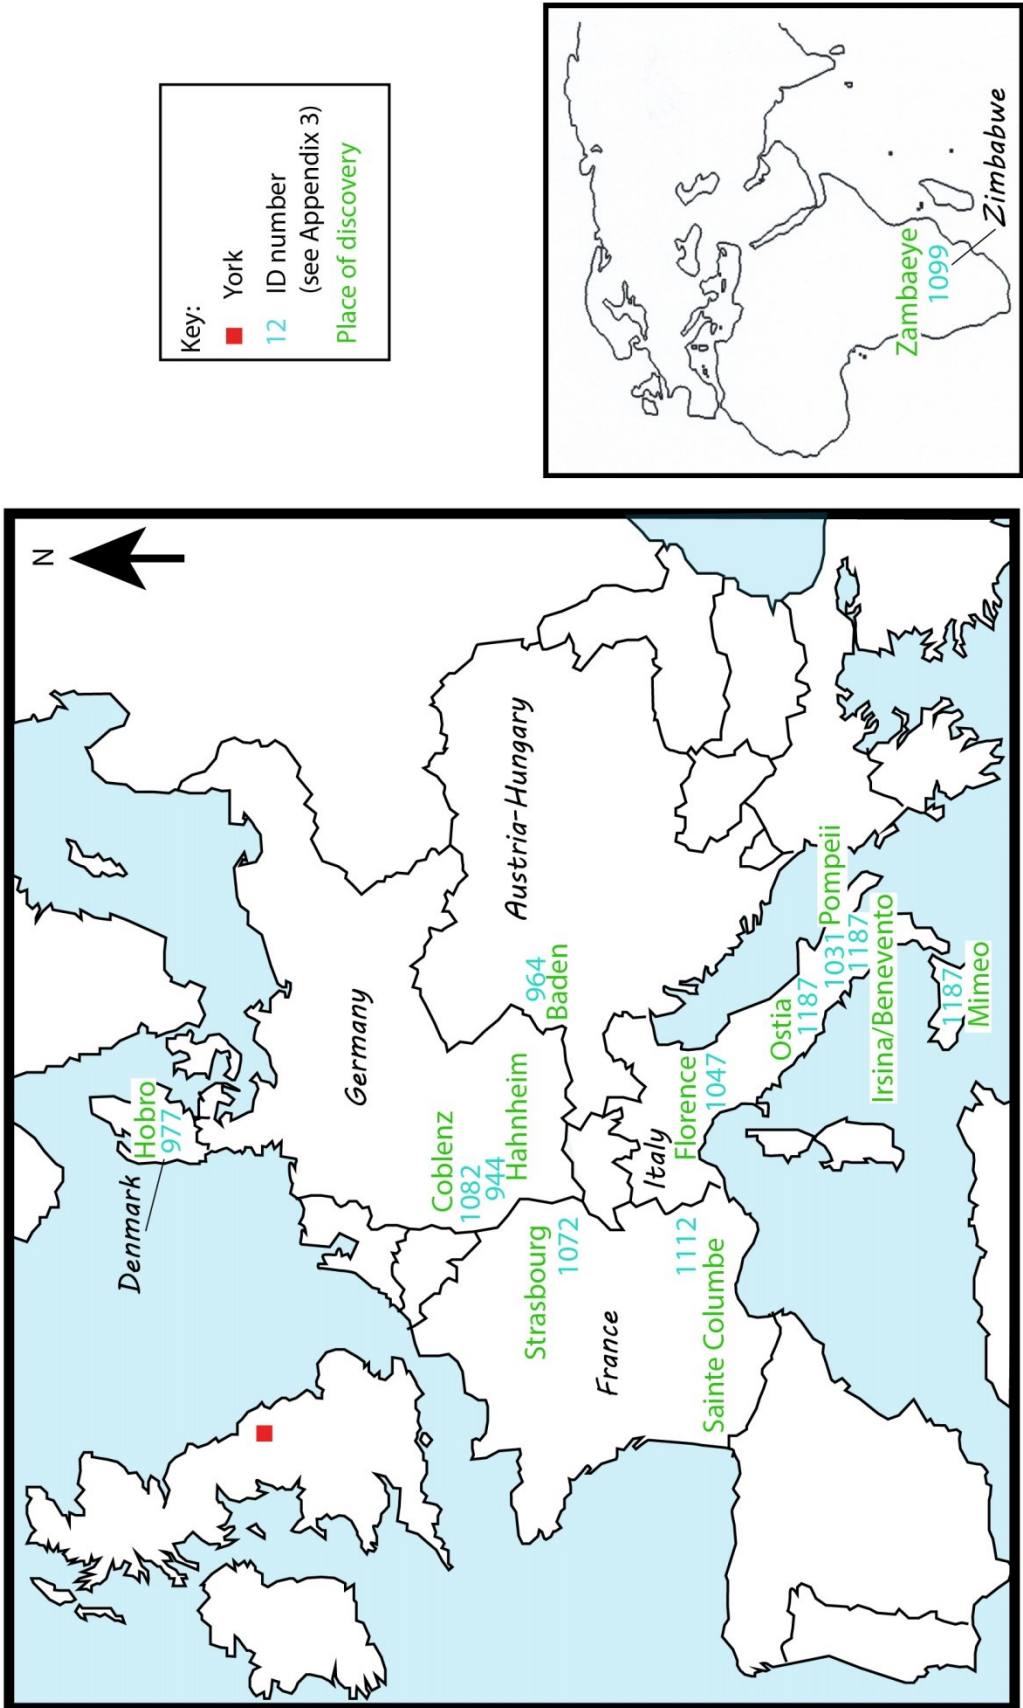 N
Denmark
Hobro
977
Germany
Coblenz
1082
944
Hahnheim
Strasbourg
1072
France
964
Baden
Austria-Hungary
Italy
Florence
1047
1112
Sainte Columbe
Ostia
1187
1031 Pompeii
1187
Irsina/Benevento
1187
Mimeo
Key:
York
12 ID number
(see Appendix 3)
Place of discovery
Zambaeye
1099
Zimbabwe